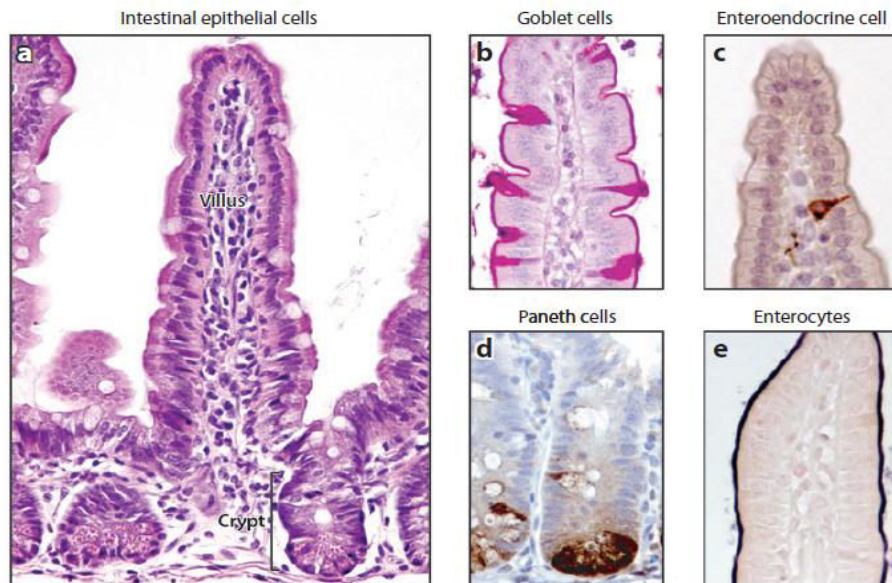 Intestinal epithelial cells
a
Villus
Crypt
Goblet cells
b
Enteroendocrine cell
c
Paneth cells
d
Enterocytes
e